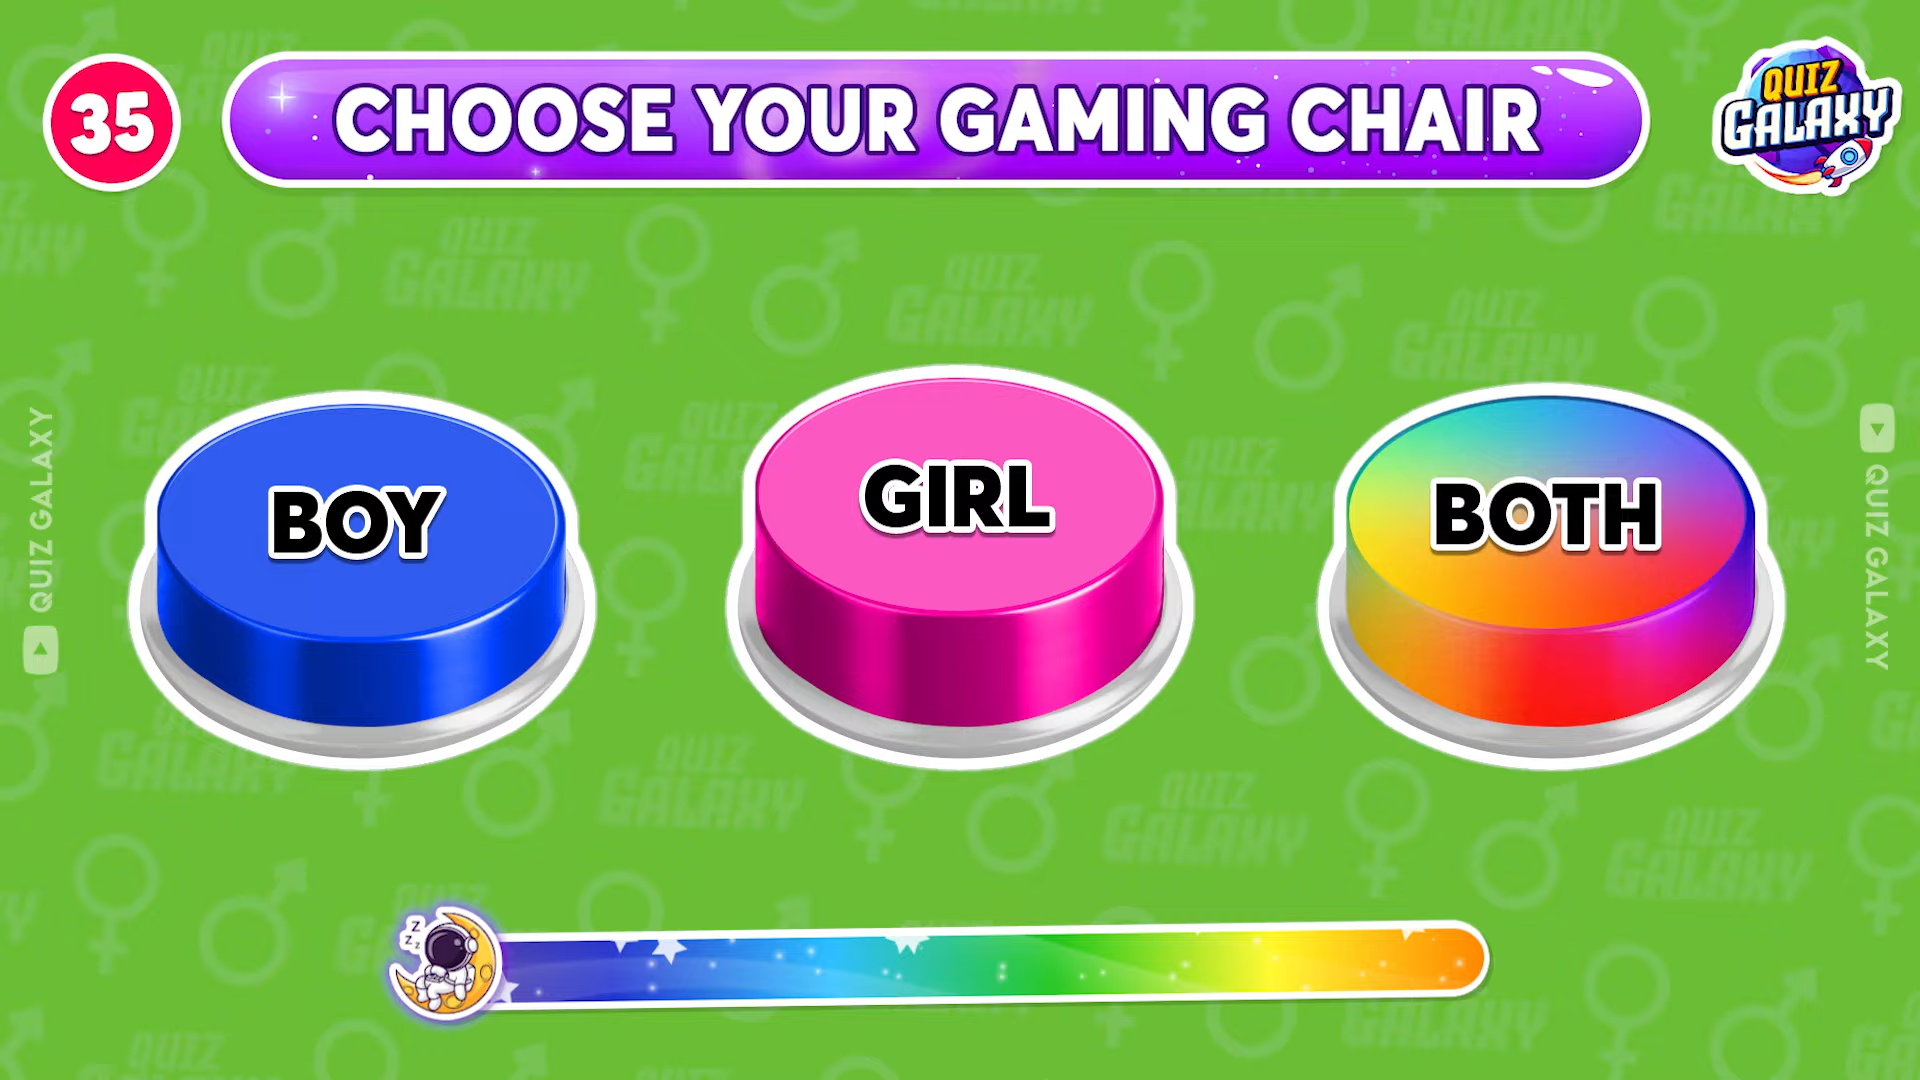 35
CHOOSE YOUR GAMING CHAIR
QUIZ
GALAXY
BOY
GIRL
BOTH
QUIZ GALAXY
QUIZ GALAXY
z
z
z